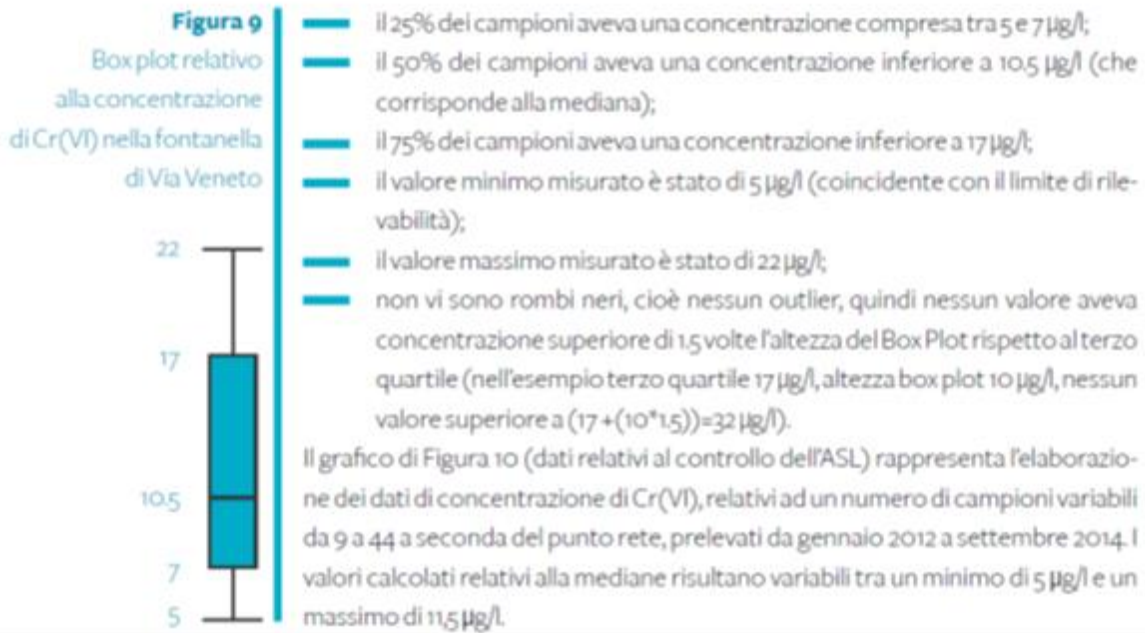 Figura 9
Box plot relativo
alla concentrazione
di Cr(VI) nella fontanella
di Via Veneto
22
17
10.5
7
5
il 25% dei campioni aveva una concentrazione compresa tra 5 e 7 µg/l;
il 50% dei campioni aveva una concentrazione inferiore a 10,5 µg/l (che
corrisponde alla mediana);
il 75% dei campioni aveva una concentrazione inferiore a 17 µg/l;
il valore minimo misurato è stato di 5 µg/l (coincidente con il limite di rile-
vabilità);
il valore massimo misurato è stato di 22 µg/l;
non vi sono rombi neri, cioè nessun outlier, quindi nessun valore aveva
concentrazione superiore di 1.5 volte l'altezza del Box Plot rispetto al terzo
quartile (nell'esempio terzo quartile 17 µg/l, altezza box plot 10 µg/l, nessun
valore superiore a (17 +(10*1.5))=32 µg/l).
Il grafico di Figura 10 (dati relativi al controllo dell'ASL) rappresenta l'elaborazio-
ne dei dati di concentrazione di Cr(VI), relativi ad un numero di campioni variabili
da 9 a 44 a seconda del punto rete, prelevati da gennaio 2012 a settembre 2014. I
valori calcolati relativi alla mediane risultano variabili tra un minimo di 5 µg/l e un
massimo di 11,5 µg/l.